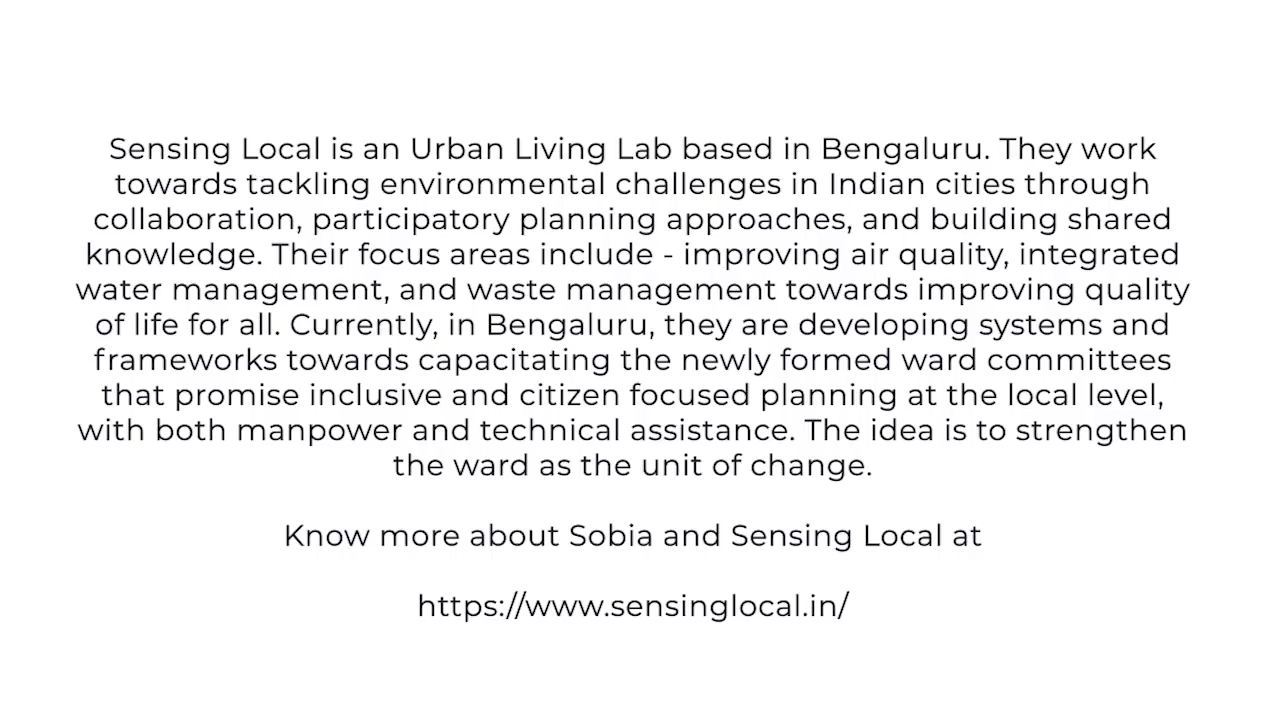 Sensing Local is an Urban Living Lab based in Bengaluru. They work
towards tackling environmental challenges in Indian cities through
collaboration, participatory planning approaches, and building shared
knowledge. Their focus areas include - improving air quality, integrated
water management, and waste management towards improving quality
of life for all. Currently, in Bengaluru, they are developing systems and
frameworks towards capacitating the newly formed ward committees
that promise inclusive and citizen focused planning at the local level,
with both manpower and technical assistance. The idea is to strengthen
the ward as the unit of change.
Know more about Sobia and Sensing Local at
https://www.sensinglocal.in/